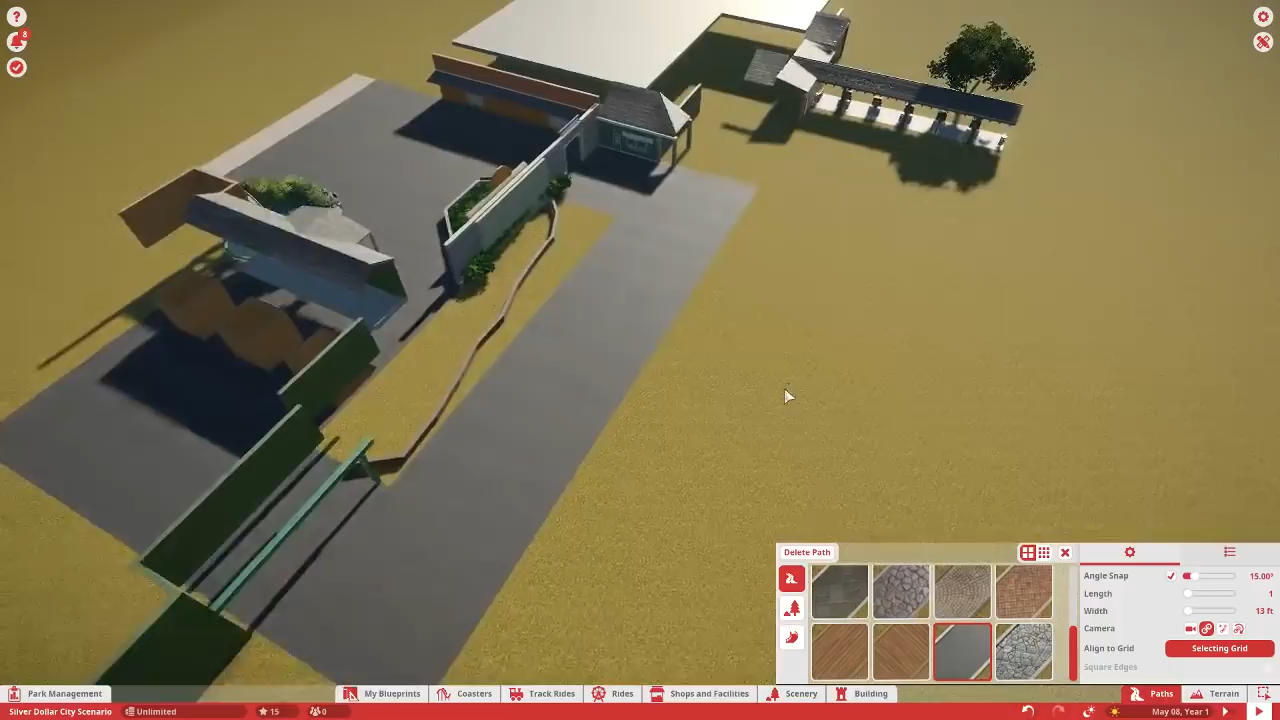 ?
8
Delete Path
Angle Snap
15.00°
Length
1
Width
13 ft
Camera
Align to Grid
Selecting Grid
Square Edges
Park Management
My Blueprints
Coasters
Track Rides
Rides
Shops and Facilities
Scenery
Building
Paths
Terrain
Silver Dollar City Scenario
Unlimited
15
0
May 08, Year 1